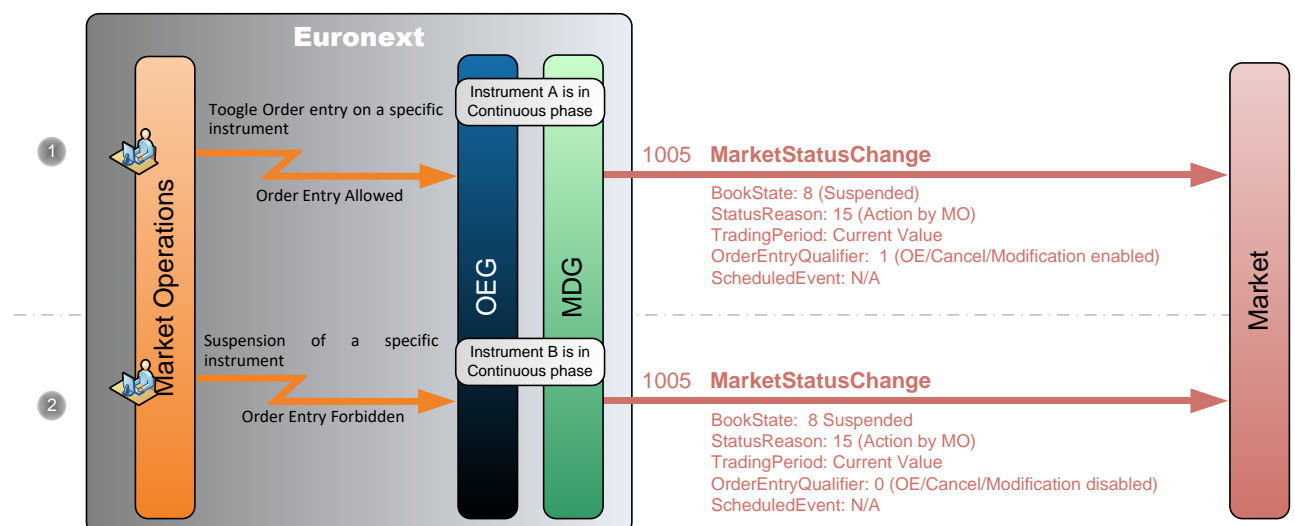 Euronext
Market Operations
OEG
MDG
Market
Instrument A is in
Continuous phase
1
Toogle Order entry on a specific
instrument
Order Entry Allowed
1005 MarketStatusChange
BookState: 8 (Suspended)
StatusReason: 15 (Action by MO)
TradingPeriod: Current Value
OrderEntryQualifier: 1 (OE/Cancel/Modification enabled)
ScheduledEvent: N/A
Instrument B is in
Continuous phase
2
Suspension of a specific
instrument
Order Entry Forbidden
1005 MarketStatusChange
BookState: 8 Suspended
StatusReason: 15 (Action by MO)
TradingPeriod: Current Value
OrderEntryQualifier: 0 (OE/Cancel/Modification disabled)
ScheduledEvent: N/A